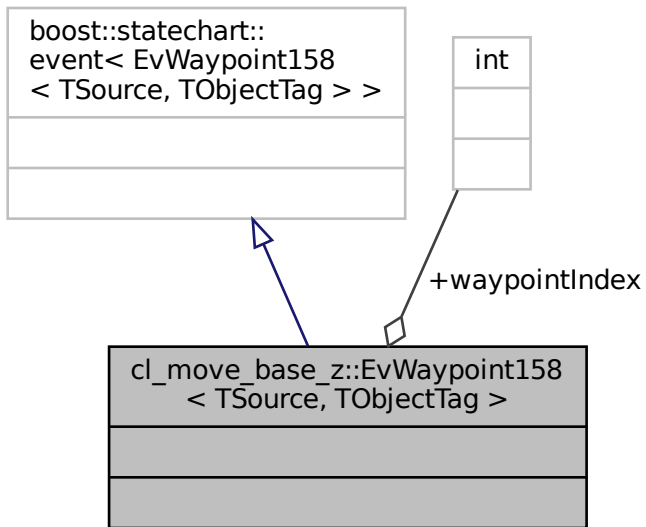 boost::statechart::
event< EvWaypoint158
< TSource, TObjectTag > >
int
+waypointIndex
cl_move_base_z::EvWaypoint158
< TSource, TObjectTag >